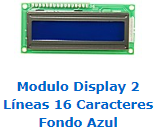 Modulo Display 2
Líneas 16 Caracteres
Fondo Azul